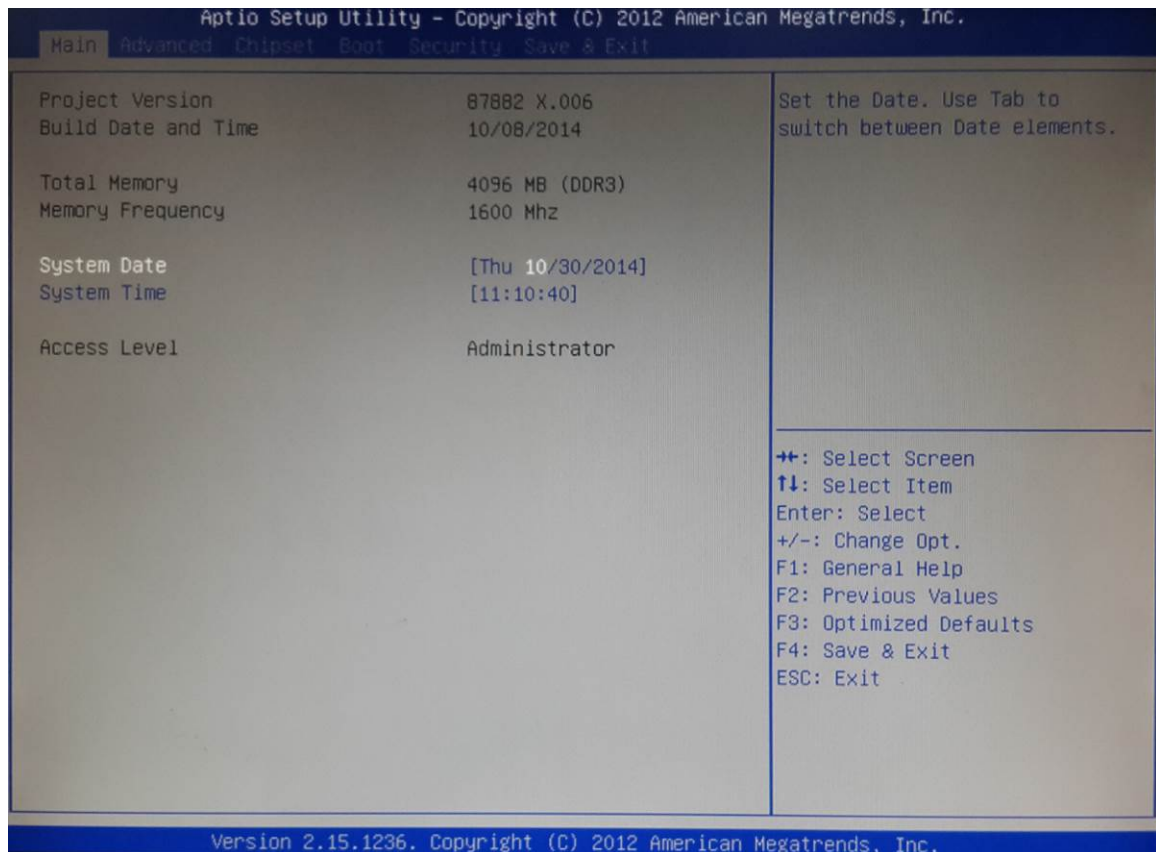 Aptio Setup Utility – Copyright (C) 2012 American Megatrends, Inc.
Main Advanced Chipset Boot Security Save & Exit
Project Version 87882 X.006
Build Date and Time 10/08/2014
Total Memory 4096 MB (DDR3)
Memory Frequency 1600 Mhz
System Date [Thu 10/30/2014]
System Time [11:10:40]
Access Level Administrator
Set the Date. Use Tab to
switch between Date elements.
→←: Select Screen
↑↓: Select Item
Enter: Select
+/-: Change Opt.
F1: General Help
F2: Previous Values
F3: Optimized Defaults
F4: Save & Exit
ESC: Exit
Version 2.15.1236. Copyright (C) 2012 American Megatrends, Inc.